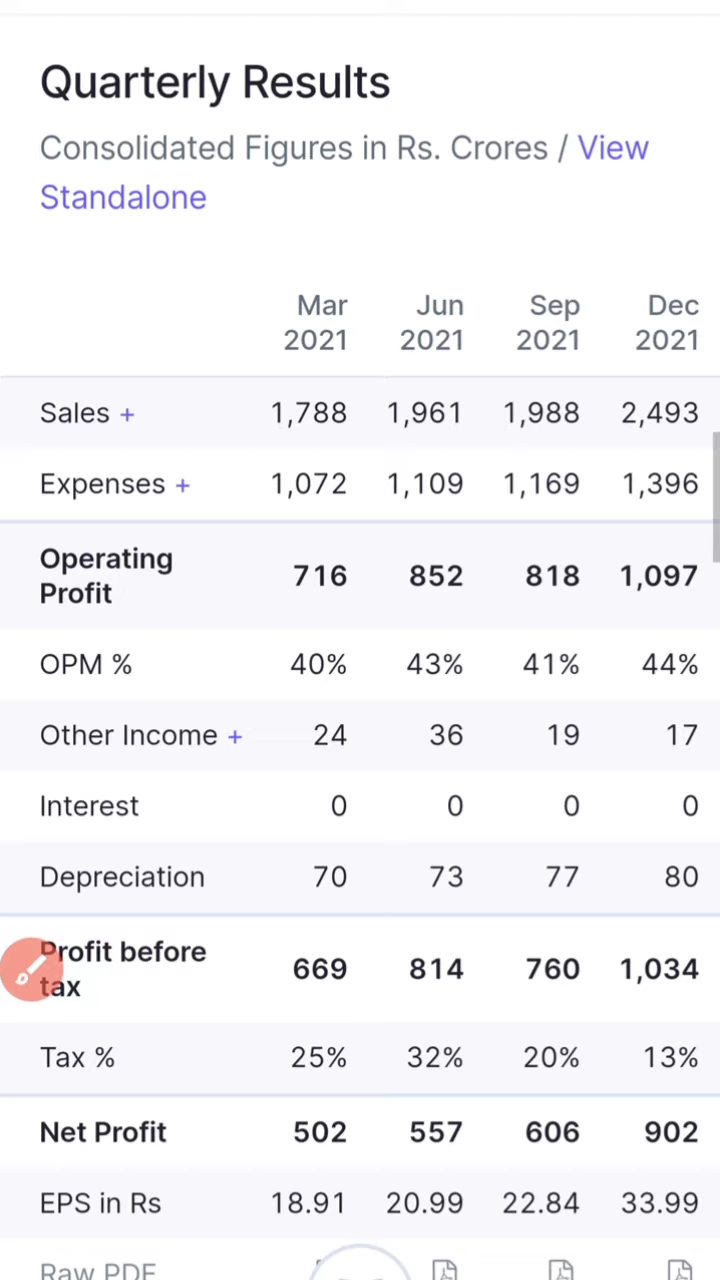 Quarterly Results
Consolidated Figures in Rs. Crores / View
Standalone
Mar 2021 Jun 2021 Sep 2021 Dec 2021
Sales + 1,788 1,961 1,988 2,493
Expenses + 1,072 1,109 1,169 1,396
Operating Profit 716 852 818 1,097
OPM % 40% 43% 41% 44%
Other Income + 24 36 19 17
Interest 0 0 0 0
Depreciation 70 73 77 80
Profit before tax 669 814 760 1,034
Tax % 25% 32% 20% 13%
Net Profit 502 557 606 902
EPS in Rs 18.91 20.99 22.84 33.99
Raw PDF